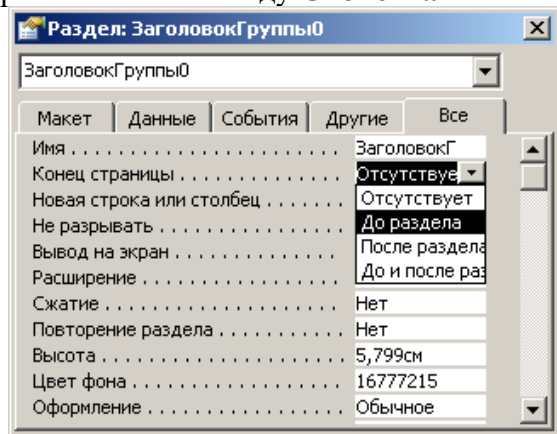 Раздел: ЗаголовокГруппы0
ЗаголовокГруппы0
Макет Данные События Другие Все
Имя ЗаголовокГ
Конец страницы Отсутствуе
Новая строка или столбец Отсутствует
Не разрывать До раздела
Вывод на экран После раздела
Расширение До и после раз
Сжатие Нет
Повторение раздела Нет
Высота 5,799см
Цвет фона 16777215
Оформление Обычное